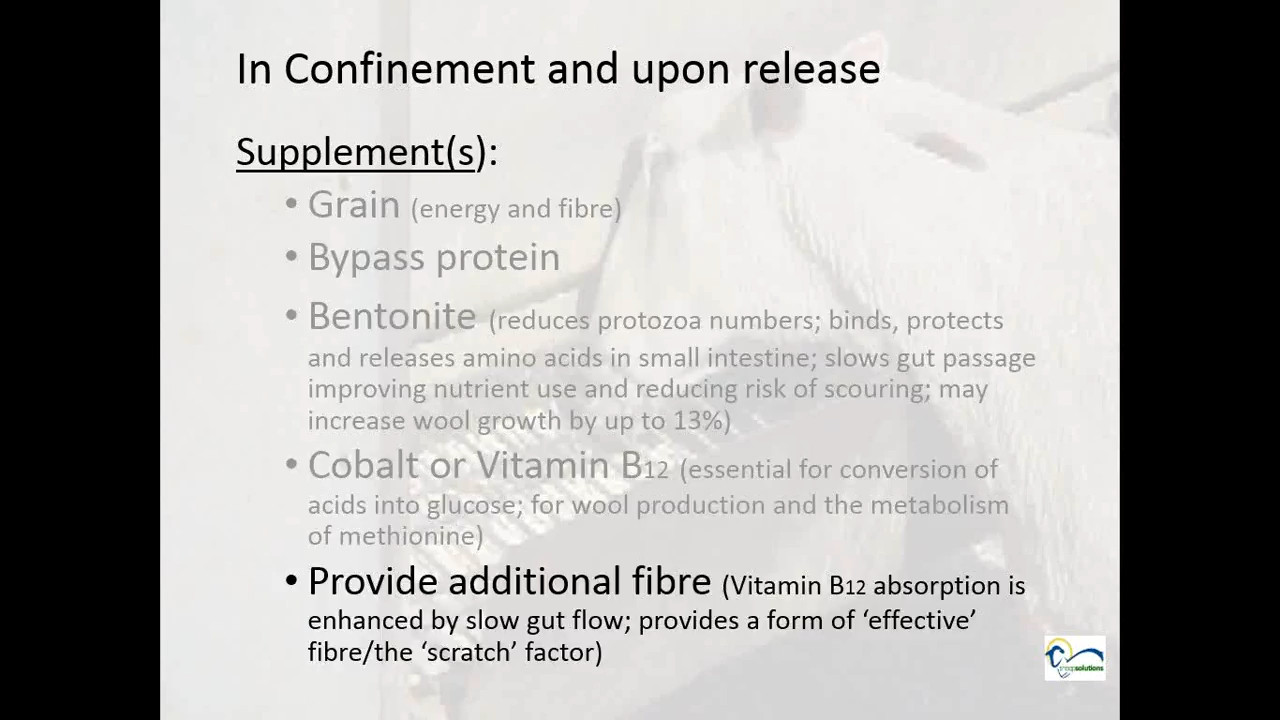 In Confinement and upon release
Supplement(s):
• Grain (energy and fibre)
• Bypass protein
• Bentonite (reduces protozoa numbers; binds, protects
and releases amino acids in small intestine; slows gut passage
improving nutrient use and reducing risk of scouring; may
increase wool growth by up to 13%)
• Cobalt or Vitamin B12 (essential for conversion of
acids into glucose; for wool production and the metabolism
of methionine)
• Provide additional fibre (Vitamin B12 absorption is
enhanced by slow gut flow; provides a form of ‘effective’
fibre/the ‘scratch’ factor)